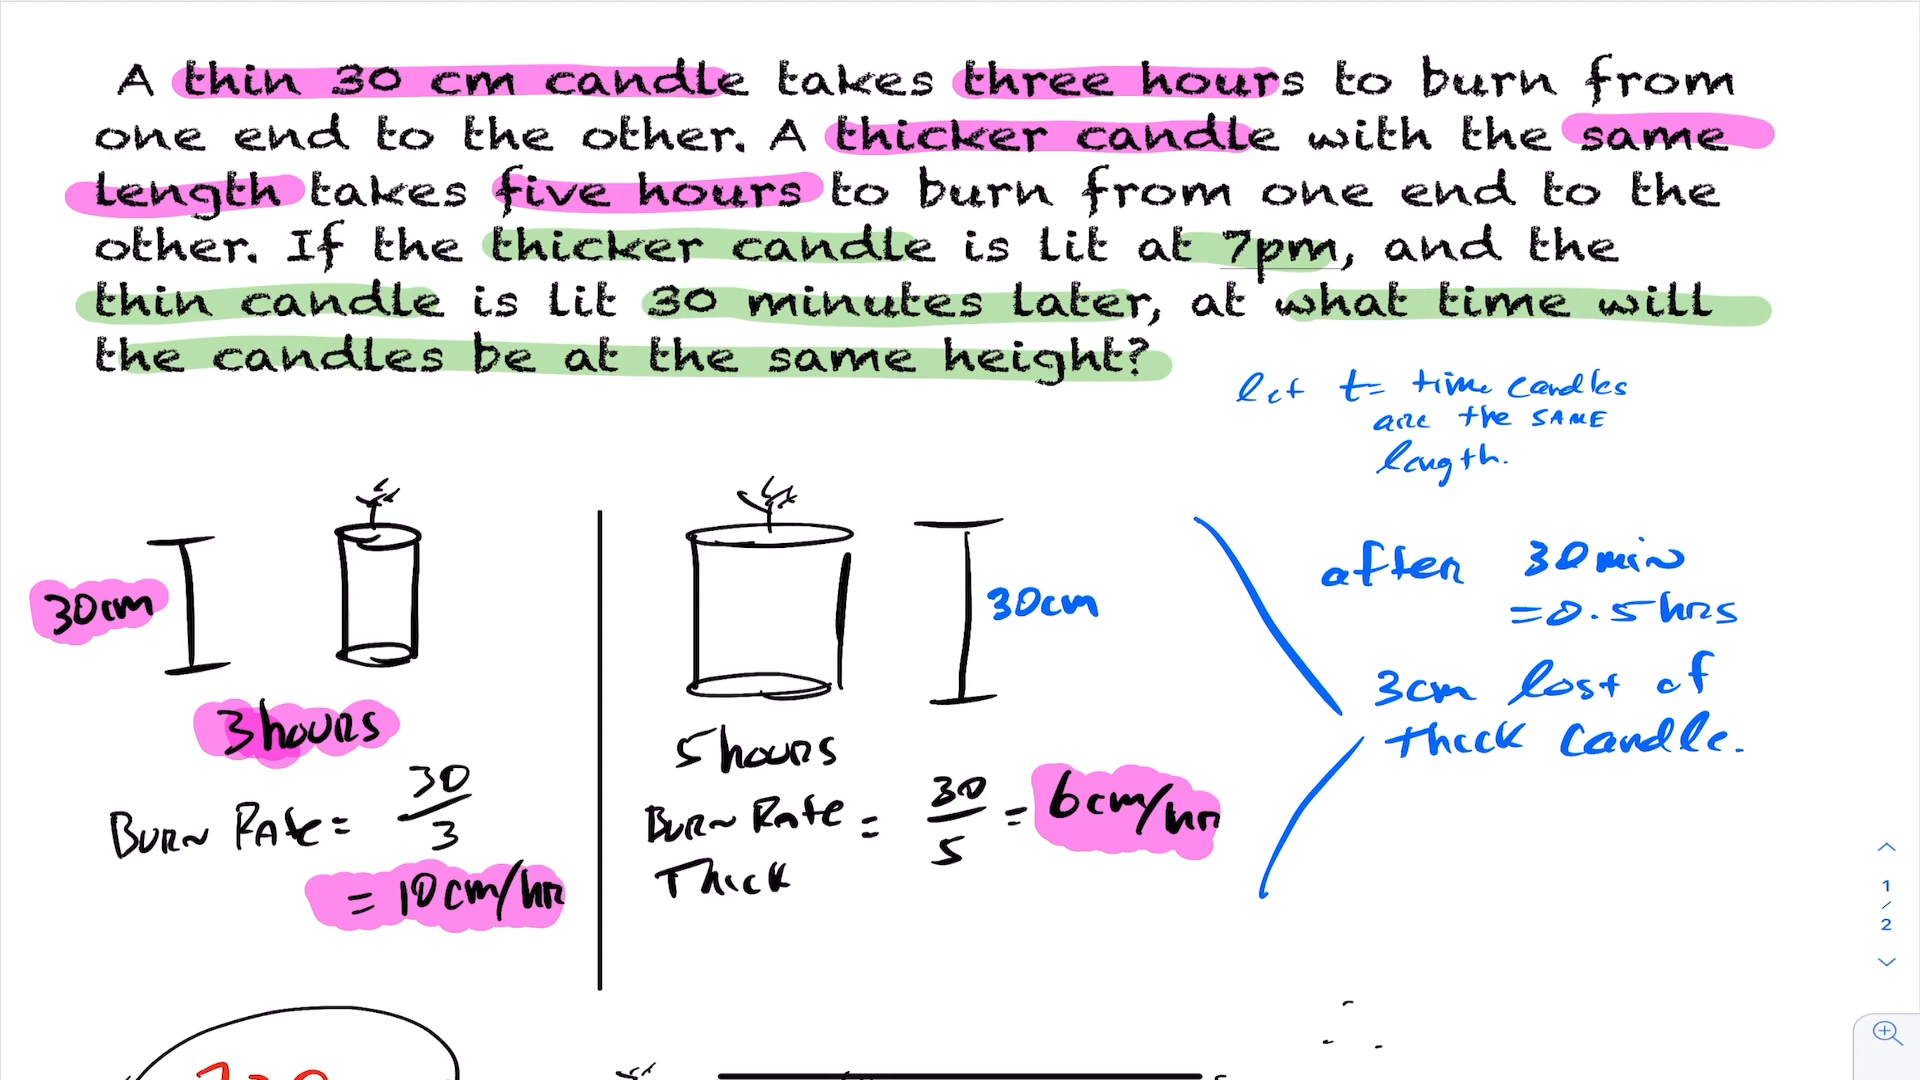 A thin 30 cm candle takes three hours to burn from
one end to the other. A thicker candle with the same
length takes five hours to burn from one end to the
other. If the thicker candle is lit at 7pm, and the
thin candle is lit 30 minutes later, at what time will
the candles be at the same height?
let t= time candles
are the SAME
length.
30cm
3 hours
BURN RATE = 30/3
= 10cm/hr
30cm
5 hours
BURN RATE = 30/5 = 6cm/hr
THICK
after 30 min
= 0.5 hrs
3cm lost of
thick candle.
1
/
2